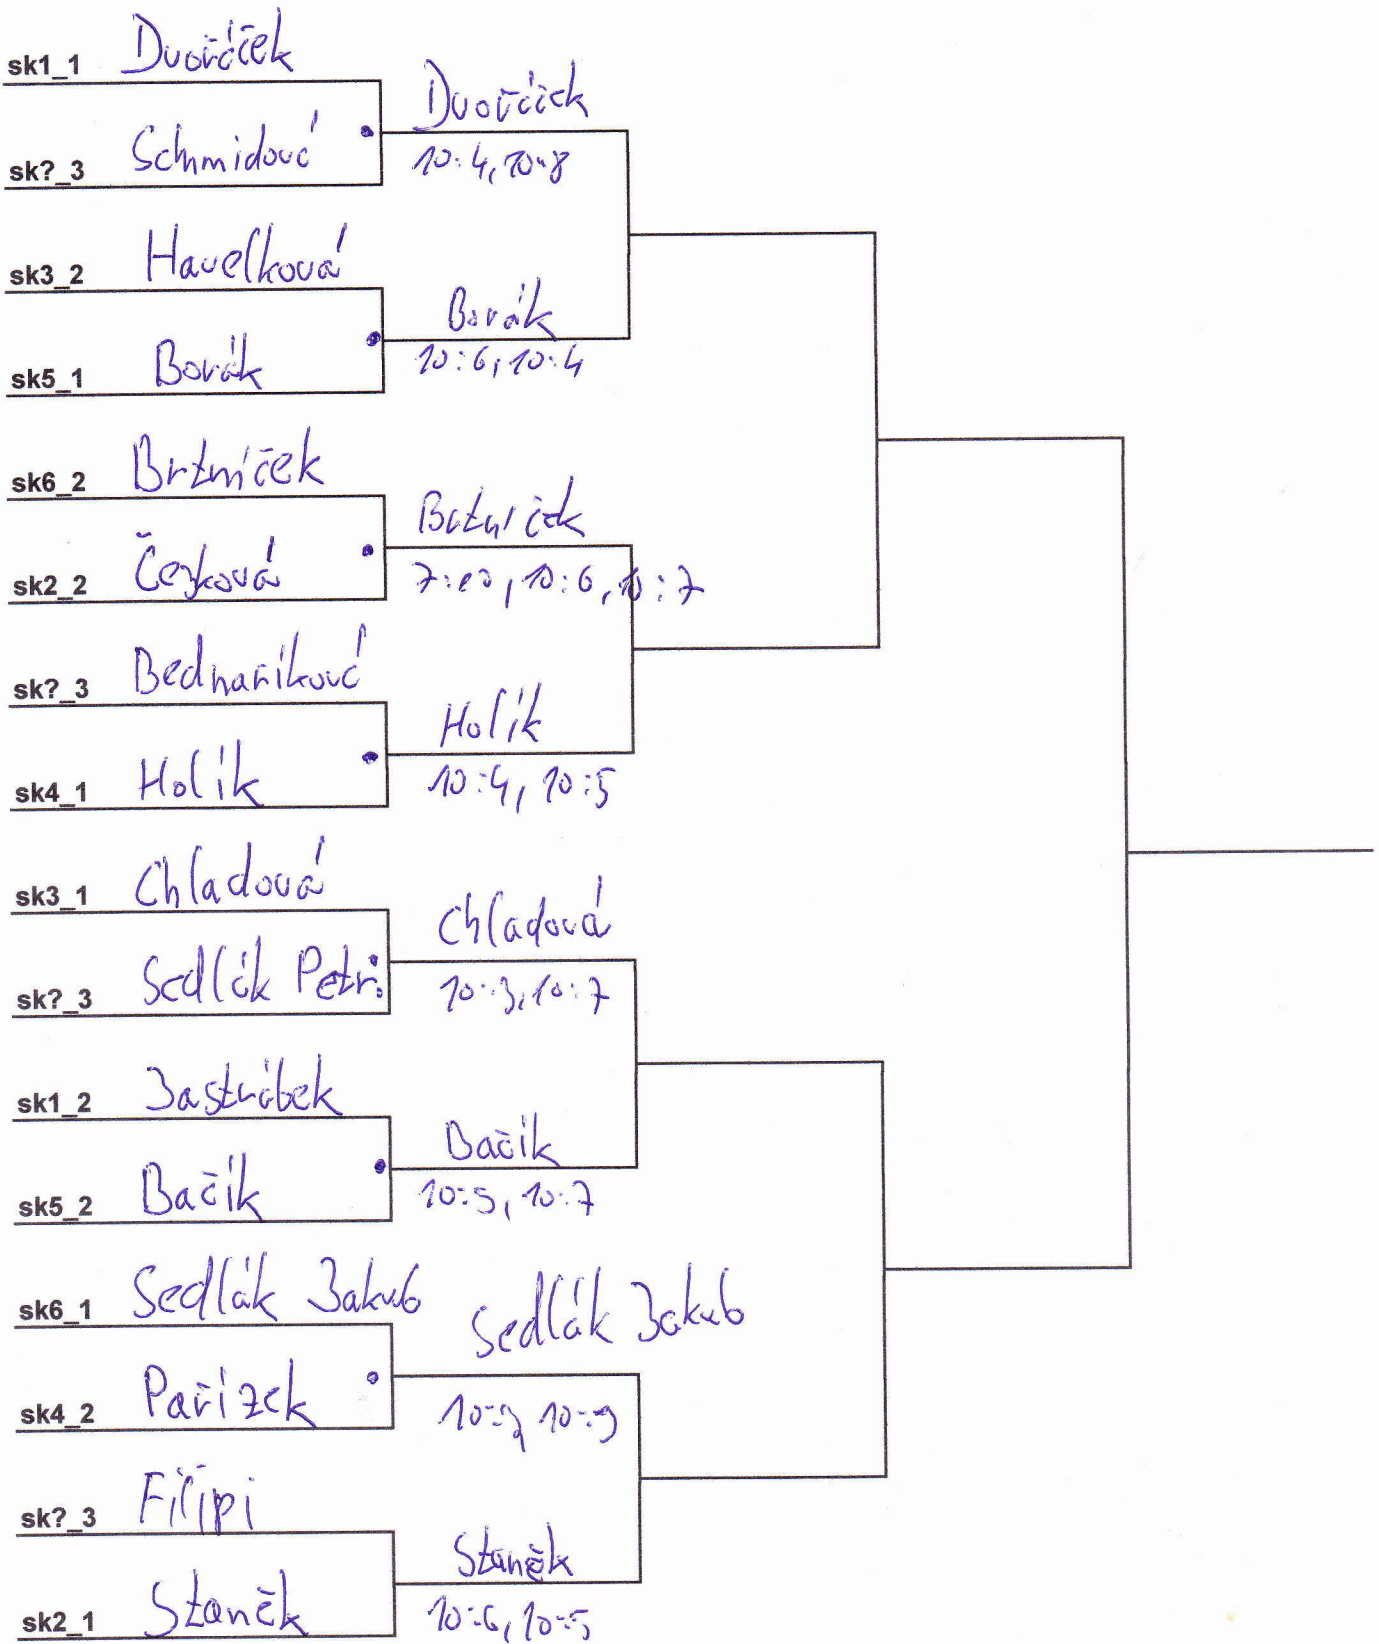 sk1_1 Dvořáček
Dvořáček
sk?_3 Schmidová
10:4, 10:8
sk3_2 Havelková
Borák
sk5_1 Borák
10:6, 10:4
sk6_2 Brtníček
Brtníček
sk2_2 Čezková
7:10, 10:6, 10:7
sk?_3 Bednaříková
Holík
sk4_1 Holík
10:4, 10:5
sk3_1 Chladová
Chladová
sk?_3 Sedlák Petr.
10:3, 10:7
sk1_2 Jastrábek
Bačík
sk5_2 Bačík
10:5, 10:7
sk6_1 Sedlák Jakub
Sedlák Jakub
sk4_2 Pařízek
10:9
sk?_3 Filipi
Staněk
sk2_1 Staněk
10:6, 10:5